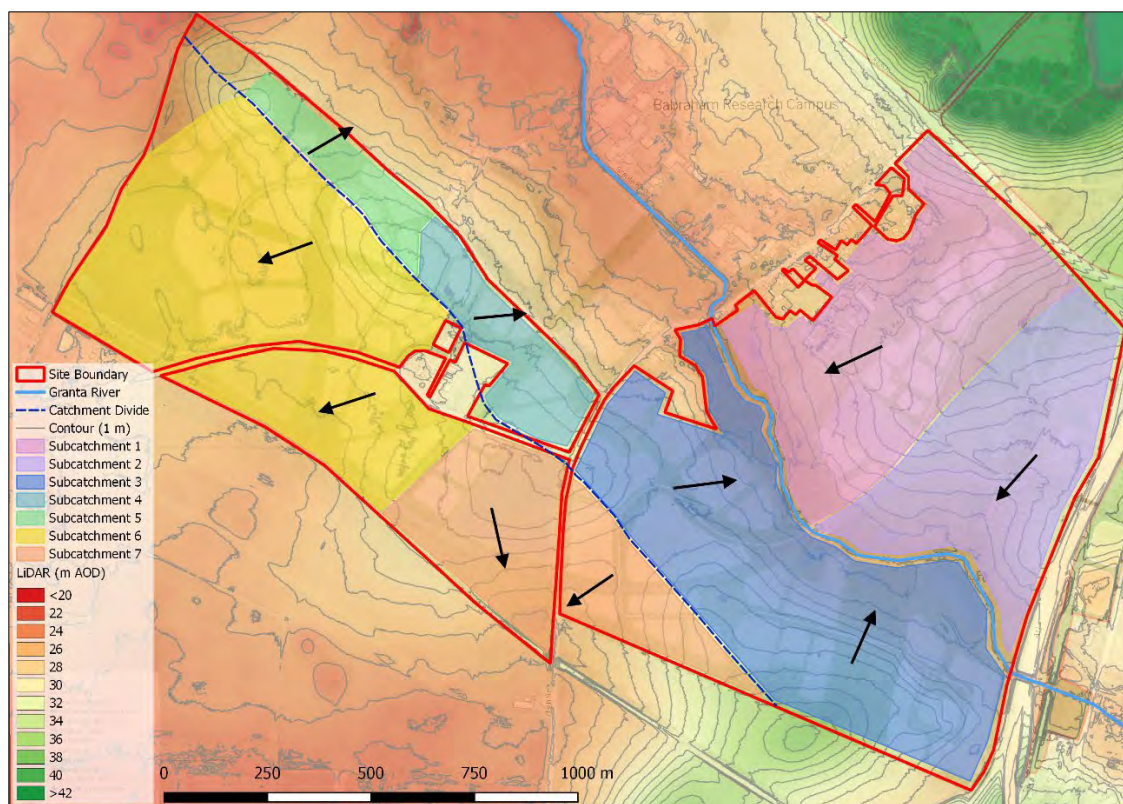 Babraham Research Campus
Site Boundary
Granta River
Catchment Divide
Contour (1 m)
Subcatchment 1
Subcatchment 2
Subcatchment 3
Subcatchment 4
Subcatchment 5
Subcatchment 6
Subcatchment 7
LiDAR (m AOD)
<20
22
24
26
28
30
32
34
36
38
40
>42
0 250 500 750 1000 m